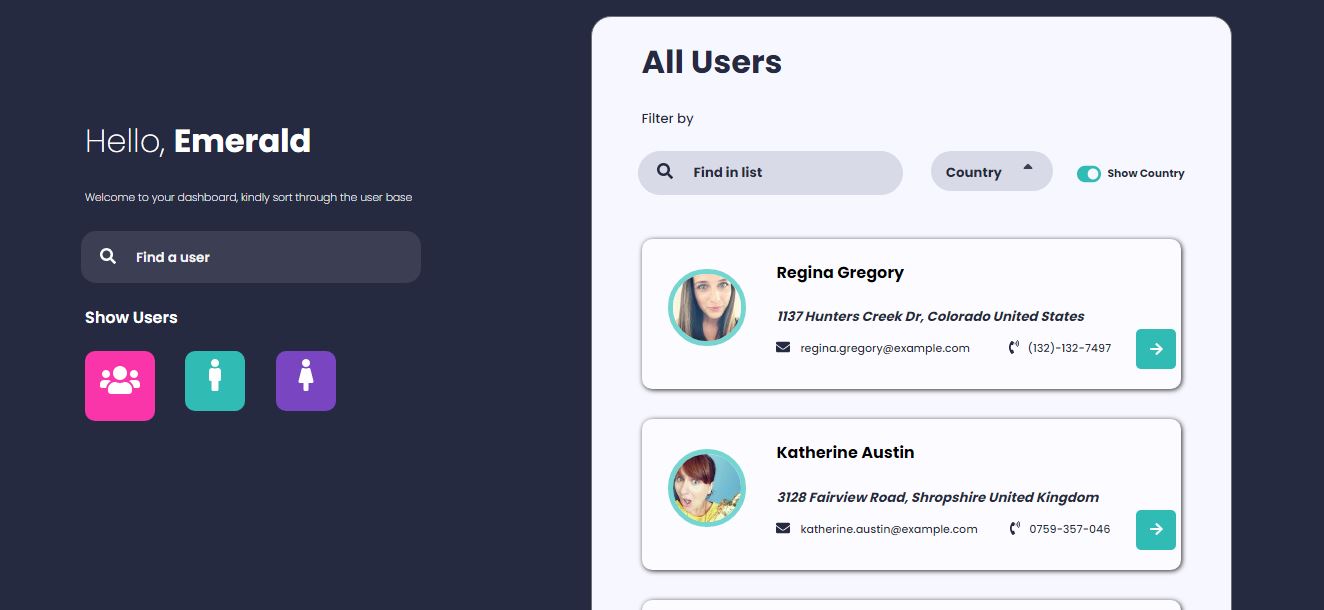 Hello, Emerald
Welcome to your dashboard, kindly sort through the user base
Find a user
Show Users
All Users
Filter by
Find in list
Country
Show Country
Regina Gregory
1137 Hunters Creek Dr, Colorado United States
regina.gregory@example.com (132)-132-7497
Katherine Austin
3128 Fairview Road, Shropshire United Kingdom
katherine.austin@example.com 0759-357-046